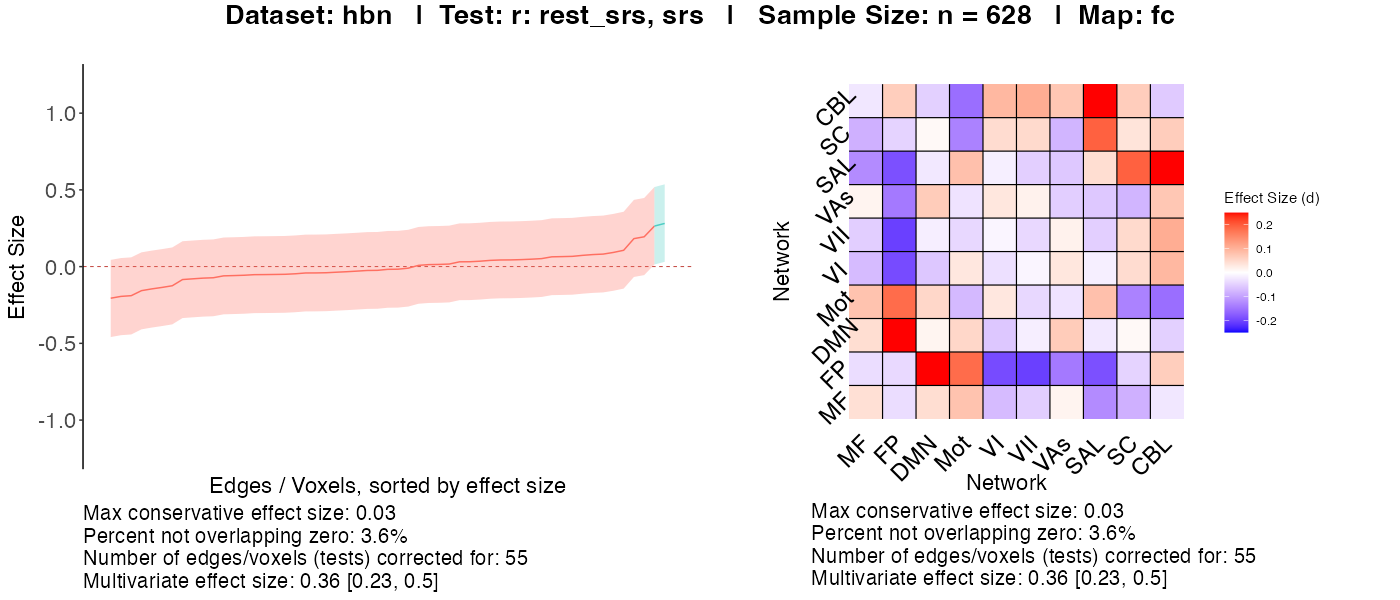 Dataset: hbn | Test: r: rest_srs, srs | Sample Size: n = 628 | Map: fc
Effect Size
1.0
0.5
0.0
-0.5
-1.0
Edges / Voxels, sorted by effect size
Max conservative effect size: 0.03
Percent not overlapping zero: 3.6%
Number of edges/voxels (tests) corrected for: 55
Multivariate effect size: 0.36 [0.23, 0.5]
Network
CBL
SC
SAL
VAs
VII
VI
Mot
DMN
FP
MF
MF
FP
DMN
Mot
VI
VII
VAs
SAL
SC
CBL
Network
Effect Size (d)
0.2
0.1
0.0
-0.1
-0.2
Max conservative effect size: 0.03
Percent not overlapping zero: 3.6%
Number of edges/voxels (tests) corrected for: 55
Multivariate effect size: 0.36 [0.23, 0.5]